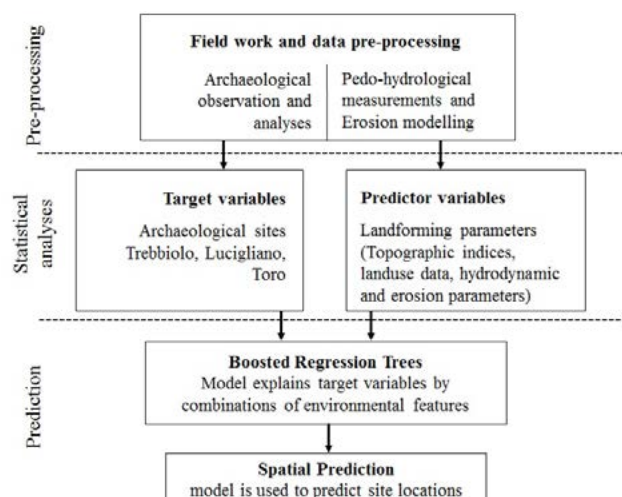 Pre-processing
Field work and data pre-processing
Archaeological
observation and
analyses
Pedo-hydrological
measurements and
Erosion modelling
Statistical
analyses
Target variables
Archaeological sites
Trebbiolo, Lucigliano,
Toro
Predictor variables
Landforming parameters
(Topographic indices,
landuse data, hydrodynamic
and erosion parameters)
Prediction
Boosted Regression Trees
Model explains target variables by
combinations of environmental features
Spatial Prediction
model is used to predict site locations